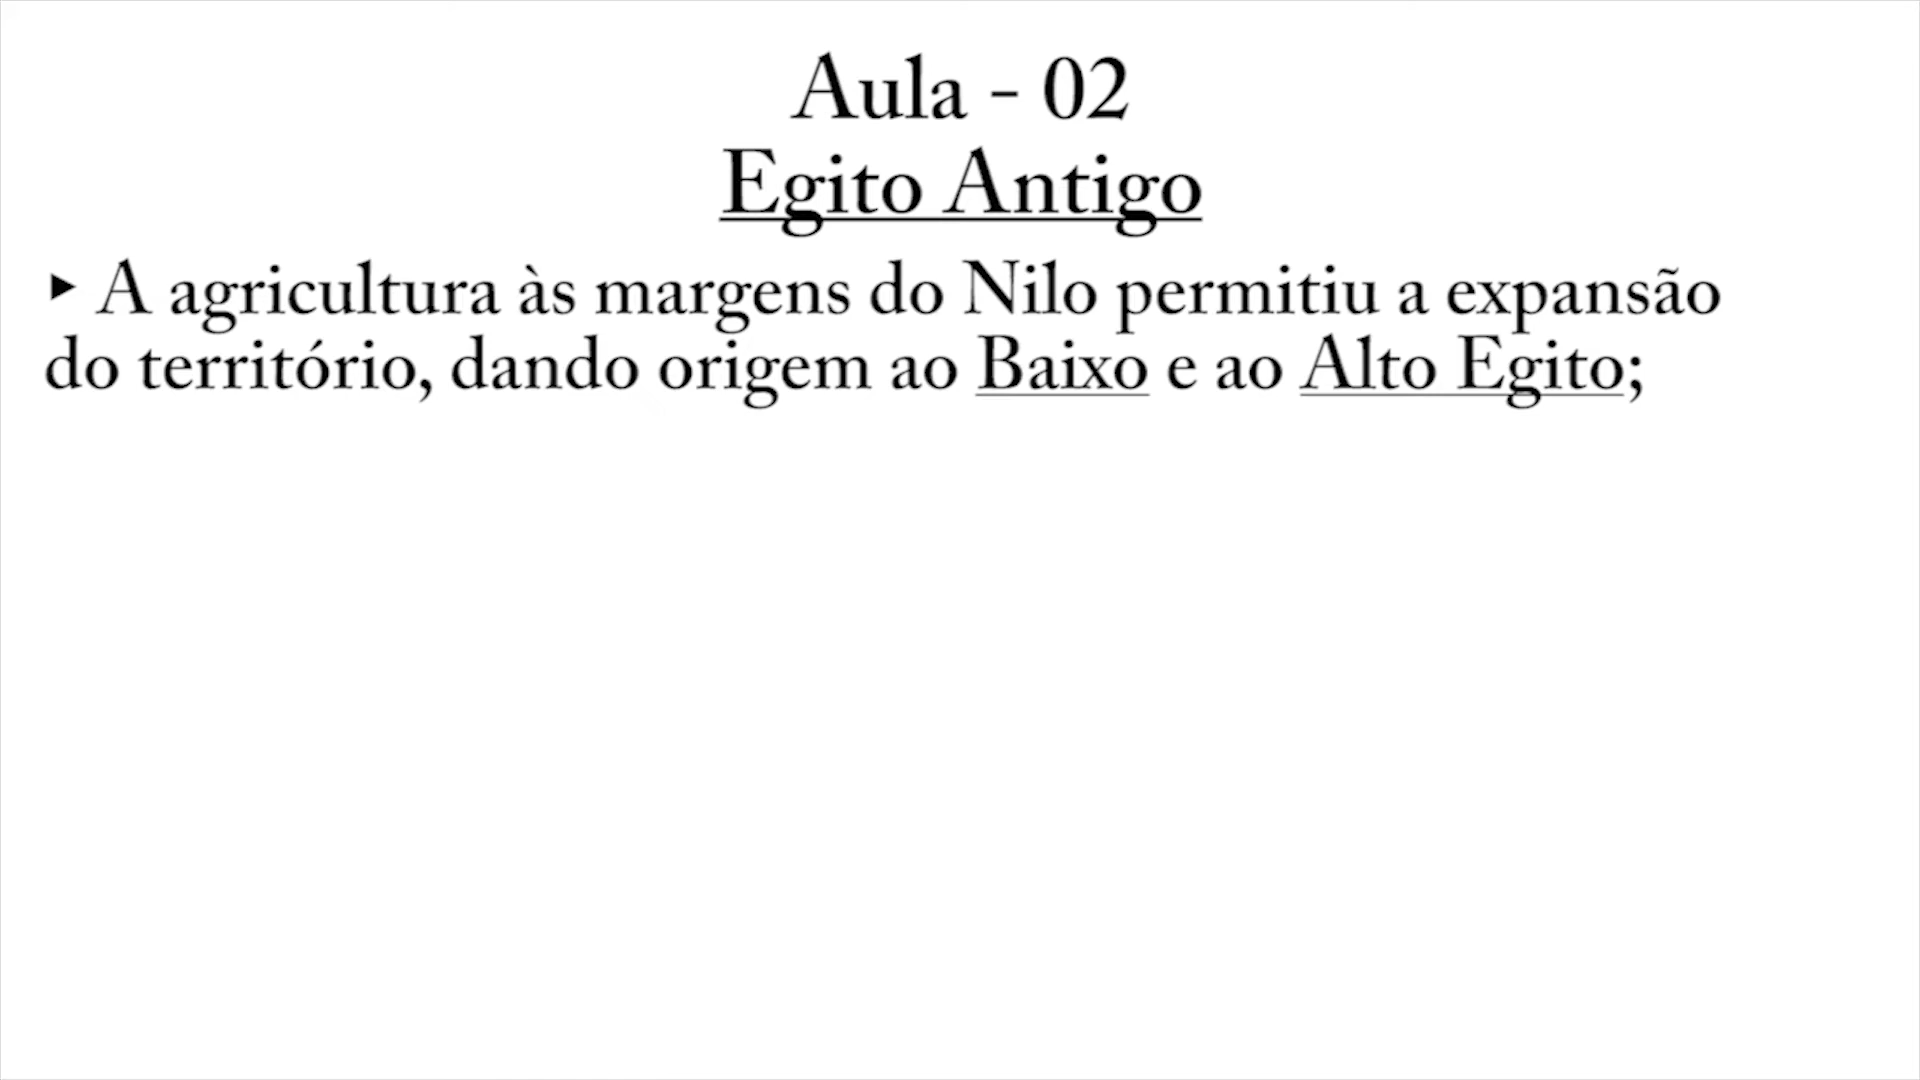 Aula - 02
Egito Antigo
‣ A agricultura às margens do Nilo permitiu a expansão
do território, dando origem ao Baixo e ao Alto Egito;